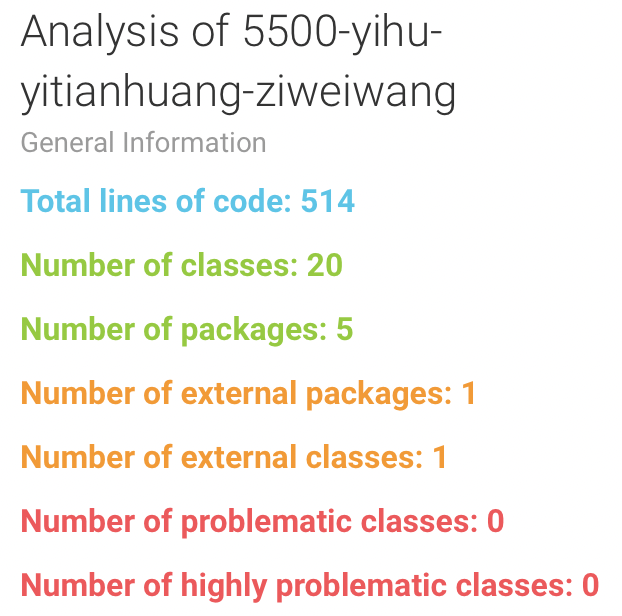 Analysis of 5500-yihu-
yitianhuang-ziweiwang
General Information
Total lines of code: 514
Number of classes: 20
Number of packages: 5
Number of external packages: 1
Number of external classes: 1
Number of problematic classes: 0
Number of highly problematic classes: 0